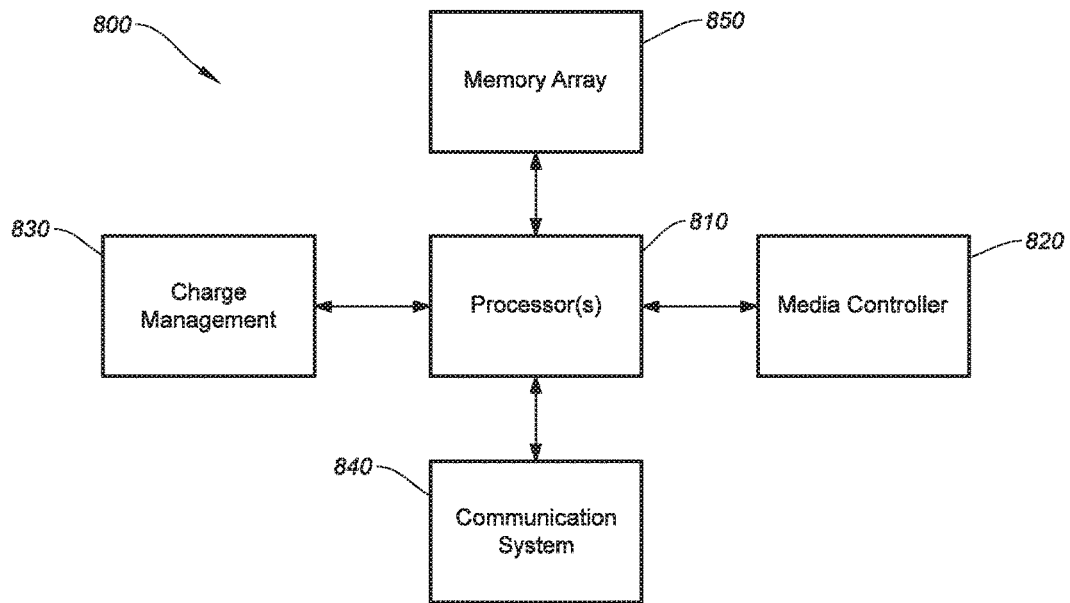 800
850
Memory Array
830
810
820
Charge
Management
Processor(s)
Media Controller
840
Communication
System